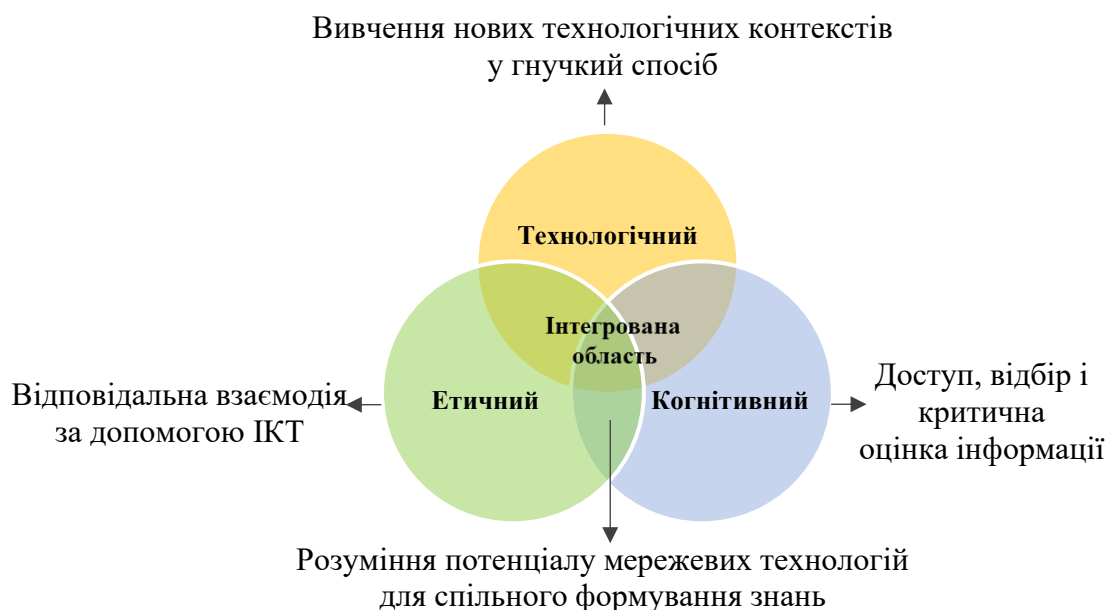 Вивчення нових технологічних контекстів
у гнучкий спосіб
Технологічний
Інтегрована
область
Відповідальна взаємодія
за допомогою ІКТ
Етичний
Когнітивний
Доступ, відбір і
критична
оцінка інформації
Розуміння потенціалу мережевих технологій
для спільного формування знань